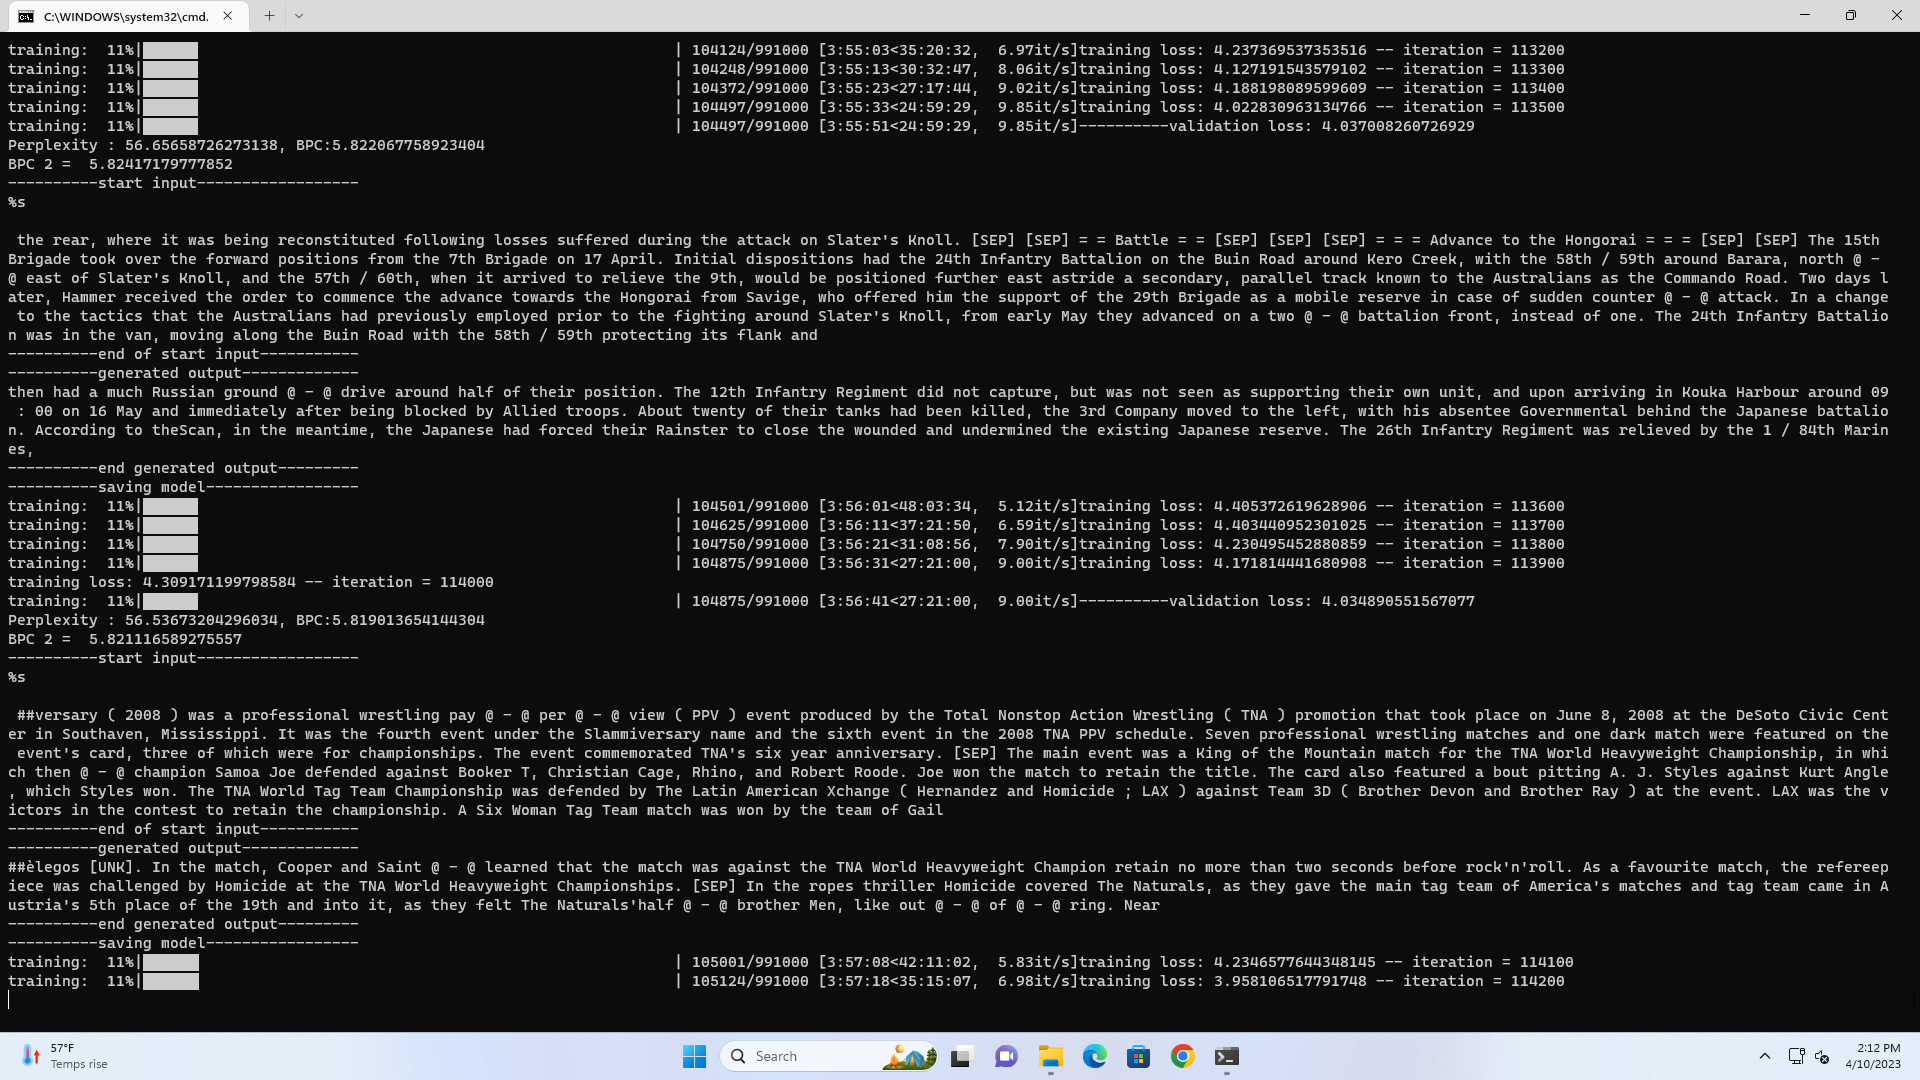 C:\WINDOWS\system32\cmd.
training:  11%| | 104124/991000 [3:55:03<35:20:32,  6.97it/s]training loss: 4.237369537353516 -- iteration = 113200
training:  11%| | 104248/991000 [3:55:13<30:32:47,  8.06it/s]training loss: 4.127191543579102 -- iteration = 113300
training:  11%| | 104372/991000 [3:55:23<27:17:44,  9.02it/s]training loss: 4.188198089599609 -- iteration = 113400
training:  11%| | 104497/991000 [3:55:33<24:59:29,  9.85it/s]training loss: 4.022830963134766 -- iteration = 113500
training:  11%| | 104497/991000 [3:55:51<24:59:29,  9.85it/s]----------validation loss: 4.037008260726929
Perplexity : 56.65658726273138, BPC:5.822067758923404
BPC 2 =  5.82417179777852
----------start input------------------
%s
the rear, where it was being reconstituted following losses suffered during the attack on Slater's Knoll. [SEP] [SEP] = = Battle = = [SEP] [SEP] [SEP] = = = Advance to the Hongorai = = = [SEP] [SEP] The 15th
Brigade took over the forward positions from the 7th Brigade on 17 April. Initial dispositions had the 24th Infantry Battalion on the Buin Road around Kero Creek, with the 58th / 59th around Barara, north @ -
@ east of Slater's Knoll, and the 57th / 60th, when it arrived to relieve the 9th, would be positioned further east astride a secondary, parallel track known to the Australians as the Commando Road. Two days l
ater, Hammer received the order to commence the advance towards the Hongorai from Savige, who offered him the support of the 29th Brigade as a mobile reserve in case of sudden counter @ - @ attack. In a change
to the tactics that the Australians had previously employed prior to the fighting around Slater's Knoll, from early May they advanced on a two @ - @ battalion front, instead of one. The 24th Infantry Battalio
n was in the van, moving along the Buin Road with the 58th / 59th protecting its flank and
----------end of start input-----------
----------generated output-------------
then had a much Russian ground @ - @ drive around half of their position. The 12th Infantry Regiment did not capture, but was not seen as supporting their own unit, and upon arriving in Kouka Harbour around 09
: 00 on 16 May and immediately after being blocked by Allied troops. About twenty of their tanks had been killed, the 3rd Company moved to the left, with his absentee Governmental behind the Japanese battalio
n. According to theScan, in the meantime, the Japanese had forced their Rainster to close the wounded and undermined the existing Japanese reserve. The 26th Infantry Regiment was relieved by the 1 / 84th Marin
es,
----------end generated output---------
----------saving model-----------------
training:  11%| | 104501/991000 [3:56:01<48:03:34,  5.12it/s]training loss: 4.405372619628906 -- iteration = 113600
training:  11%| | 104625/991000 [3:56:11<37:21:50,  6.59it/s]training loss: 4.403440952301025 -- iteration = 113700
training:  11%| | 104750/991000 [3:56:21<31:08:56,  7.90it/s]training loss: 4.230495452880859 -- iteration = 113800
training:  11%| | 104875/991000 [3:56:31<27:21:00,  9.00it/s]training loss: 4.171814441680908 -- iteration = 113900
training loss: 4.309171199798584 -- iteration = 114000
training:  11%| | 104875/991000 [3:56:41<27:21:00,  9.00it/s]----------validation loss: 4.034890551567077
Perplexity : 56.53673204296034, BPC:5.819013654144304
BPC 2 =  5.821116589275557
----------start input------------------
%s
##versary ( 2008 ) was a professional wrestling pay @ - @ per @ - @ view ( PPV ) event produced by the Total Nonstop Action Wrestling ( TNA ) promotion that took place on June 8, 2008 at the DeSoto Civic Cent
er in Southaven, Mississippi. It was the fourth event under the Slammiversary name and the sixth event in the 2008 TNA PPV schedule. Seven professional wrestling matches and one dark match were featured on the
event's card, three of which were for championships. The event commemorated TNA's six year anniversary. [SEP] The main event was a King of the Mountain match for the TNA World Heavyweight Championship, in whi
ch then @ - @ champion Samoa Joe defended against Booker T, Christian Cage, Rhino, and Robert Roode. Joe won the match to retain the title. The card also featured a bout pitting A. J. Styles against Kurt Angle
, which Styles won. The TNA World Tag Team Championship was defended by The Latin American Xchange ( Hernandez and Homicide ; LAX ) against Team 3D ( Brother Devon and Brother Ray ) at the event. LAX was the v
ictors in the contest to retain the championship. A Six Woman Tag Team match was won by the team of Gail
----------end of start input-----------
----------generated output-------------
##èlegos [UNK]. In the match, Cooper and Saint @ - @ learned that the match was against the TNA World Heavyweight Champion retain no more than two seconds before rock'n'roll. As a favourite match, the refereep
iece was challenged by Homicide at the TNA World Heavyweight Championships. [SEP] In the ropes thriller Homicide covered The Naturals, as they gave the main tag team of America's matches and tag team came in A
ustria's 5th place of the 19th and into it, as they felt The Naturals'half @ - @ brother Men, like out @ - @ of @ - @ ring. Near
----------end generated output---------
----------saving model-----------------
training:  11%| | 105001/991000 [3:57:08<42:11:02,  5.83it/s]training loss: 4.2346577644348145 -- iteration = 114100
training:  11%| | 105124/991000 [3:57:18<35:15:07,  6.98it/s]training loss: 3.958106517791748 -- iteration = 114200
57°F
Temps rise
Search
2:12 PM
4/10/2023